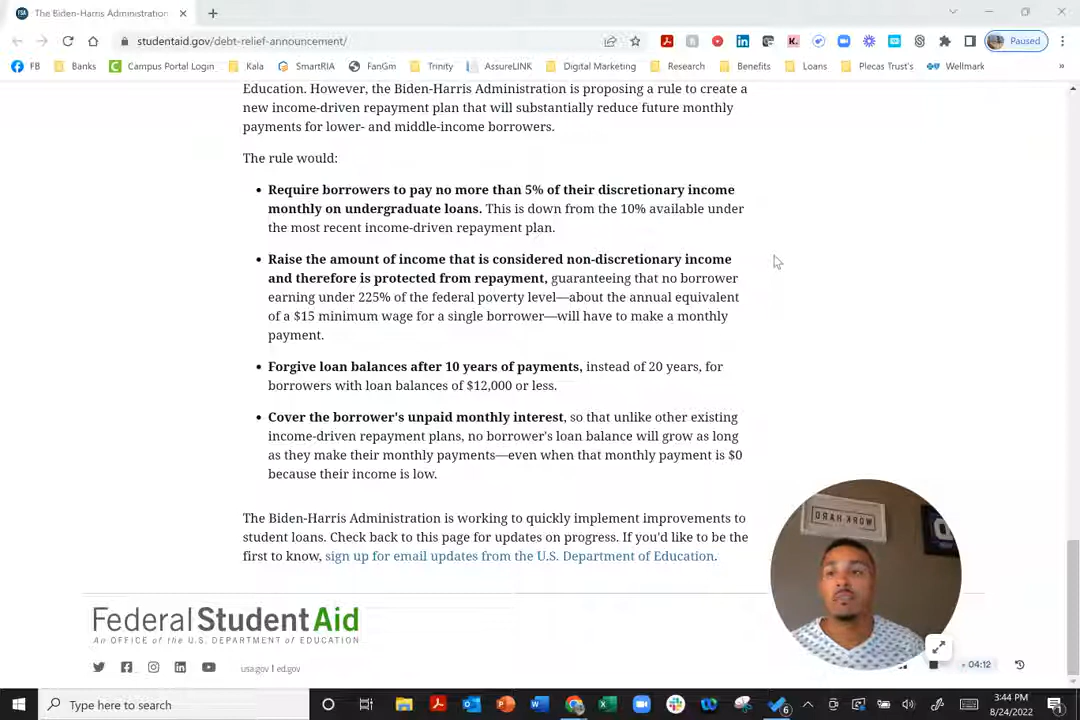 The Biden-Harris Administration
studentaid.gov/debt-relief-announcement/
Paused
FB
Banks
Campus Portal Login
Kala
SmartRIA
FanGm
Trinity
AssureLINK
Digital Marketing
Research
Benefits
Loans
Plecas Trust's
Wellmark
Education. However, the Biden-Harris Administration is proposing a rule to create a
new income-driven repayment plan that will substantially reduce future monthly
payments for lower- and middle-income borrowers.
The rule would:
• Require borrowers to pay no more than 5% of their discretionary income
monthly on undergraduate loans. This is down from the 10% available under
the most recent income-driven repayment plan.
• Raise the amount of income that is considered non-discretionary income
and therefore is protected from repayment, guaranteeing that no borrower
earning under 225% of the federal poverty level—about the annual equivalent
of a $15 minimum wage for a single borrower—will have to make a monthly
payment.
• Forgive loan balances after 10 years of payments, instead of 20 years, for
borrowers with loan balances of $12,000 or less.
• Cover the borrower's unpaid monthly interest, so that unlike other existing
income-driven repayment plans, no borrower's loan balance will grow as long
as they make their monthly payments—even when that monthly payment is $0
because their income is low.
The Biden-Harris Administration is working to quickly implement improvements to
student loans. Check back to this page for updates on progress. If you'd like to be the
first to know, sign up for email updates from the U.S. Department of Education.
WORK HARD
Federal Student Aid
An OFFICE of the U.S. DEPARTMENT of EDUCATION
usa.gov | ed.gov
04:12
Type here to search
6
3:44 PM
8/24/2022